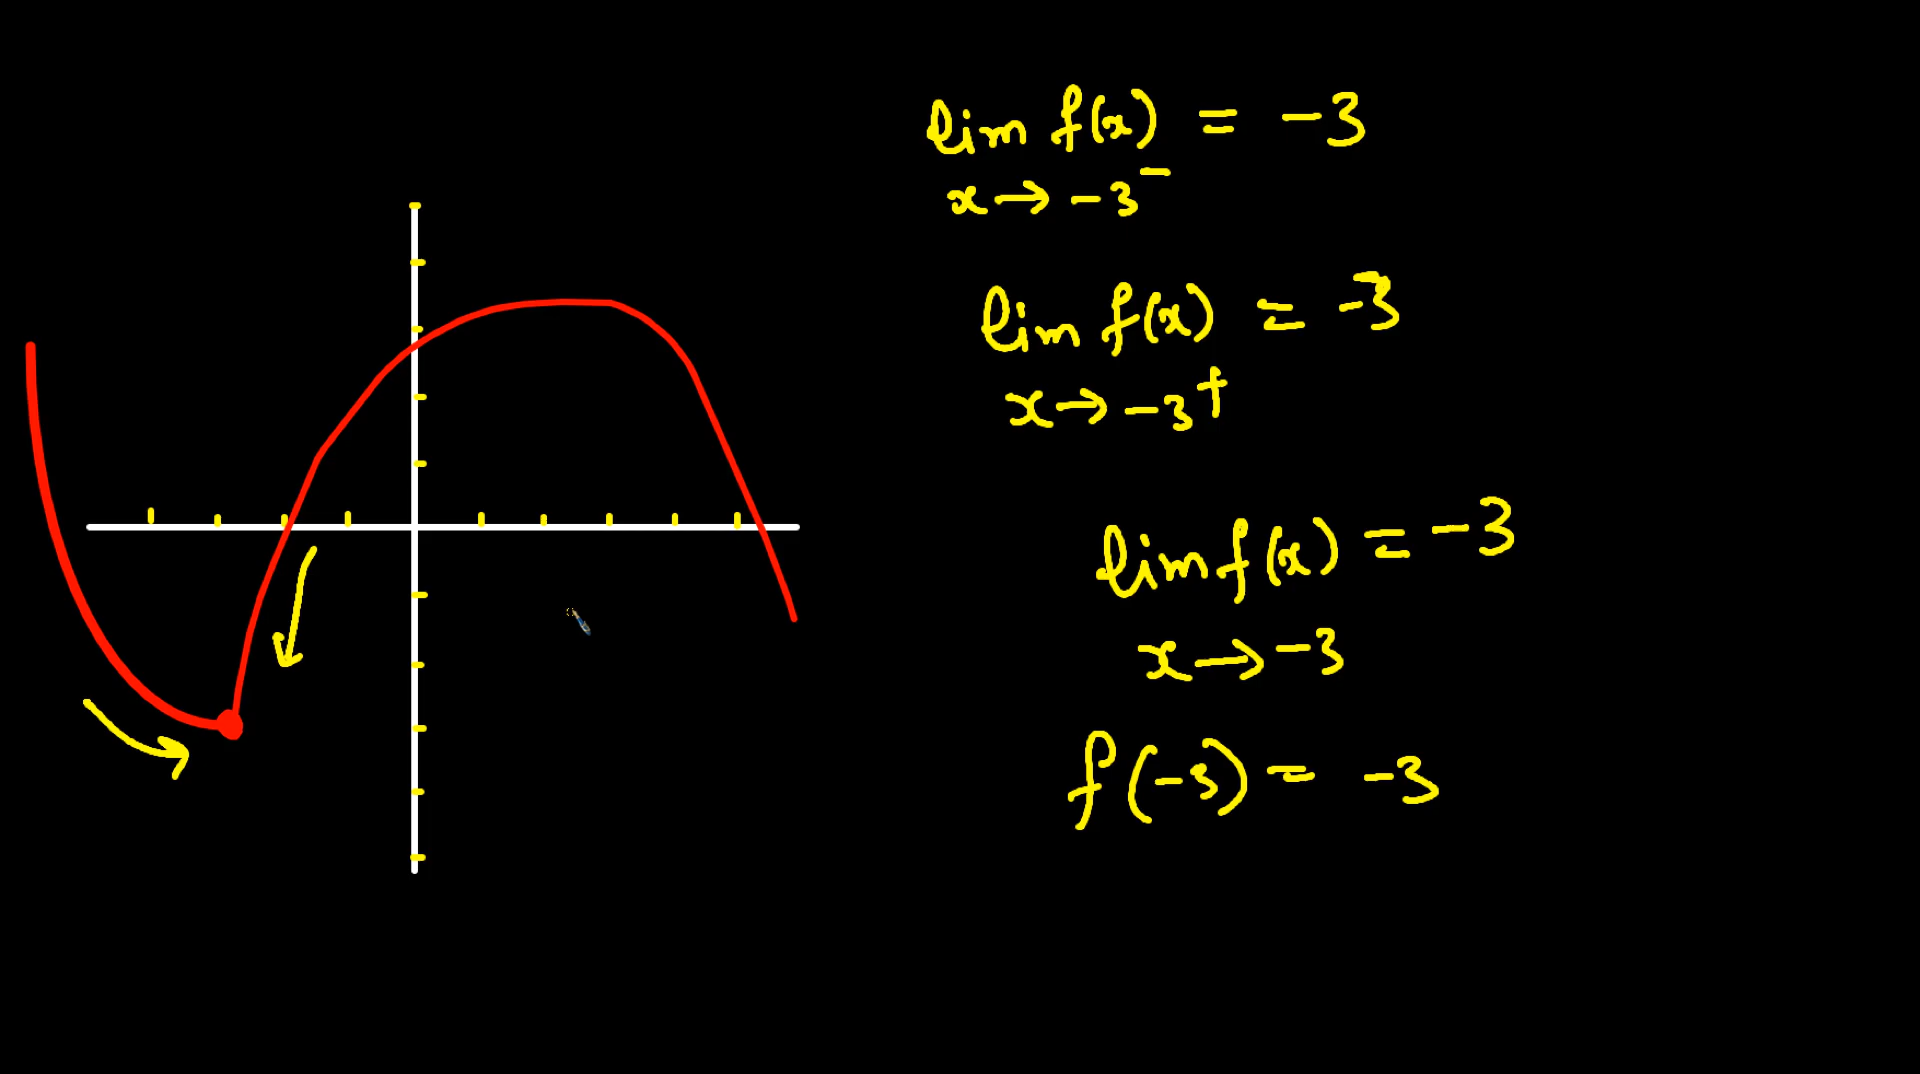 lim f(x) = -3
x → -3⁻
lim f(x) = -3
x → -3⁺
lim f(x) = -3
x → -3
f(-3) = -3